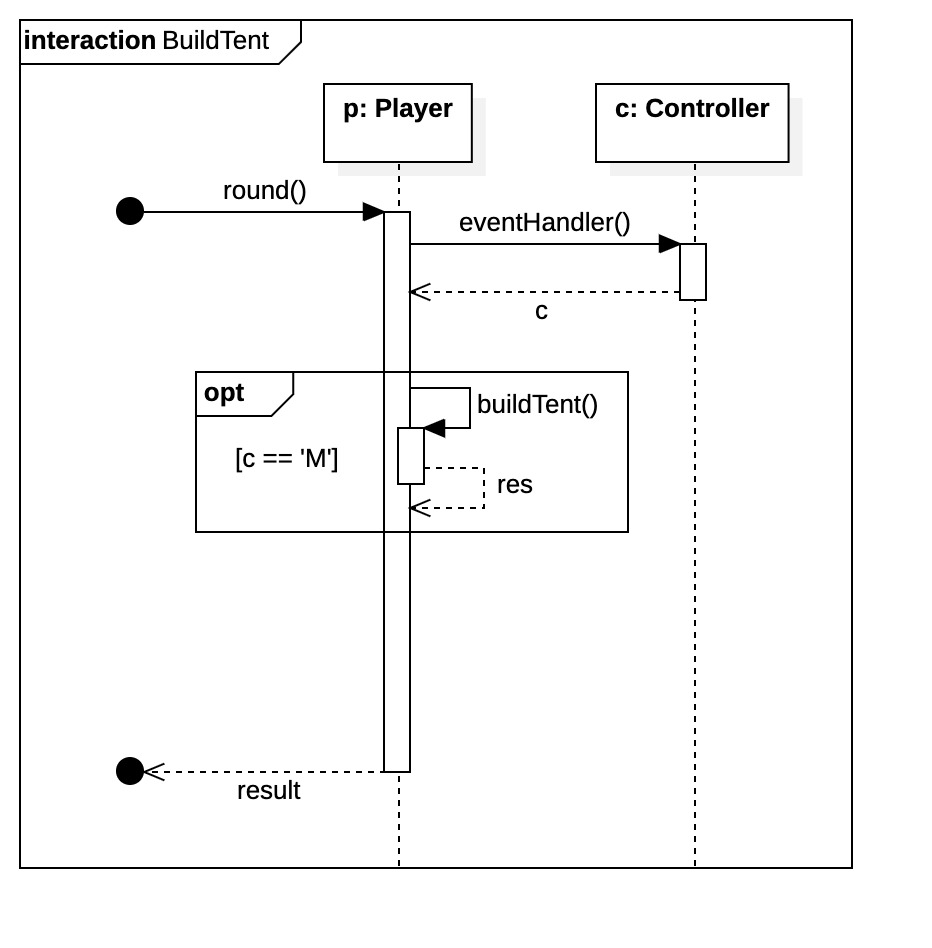 interaction BuildTent
p: Player
c: Controller
round()
eventHandler()
c
opt
buildTent()
[c == 'M']
res
result